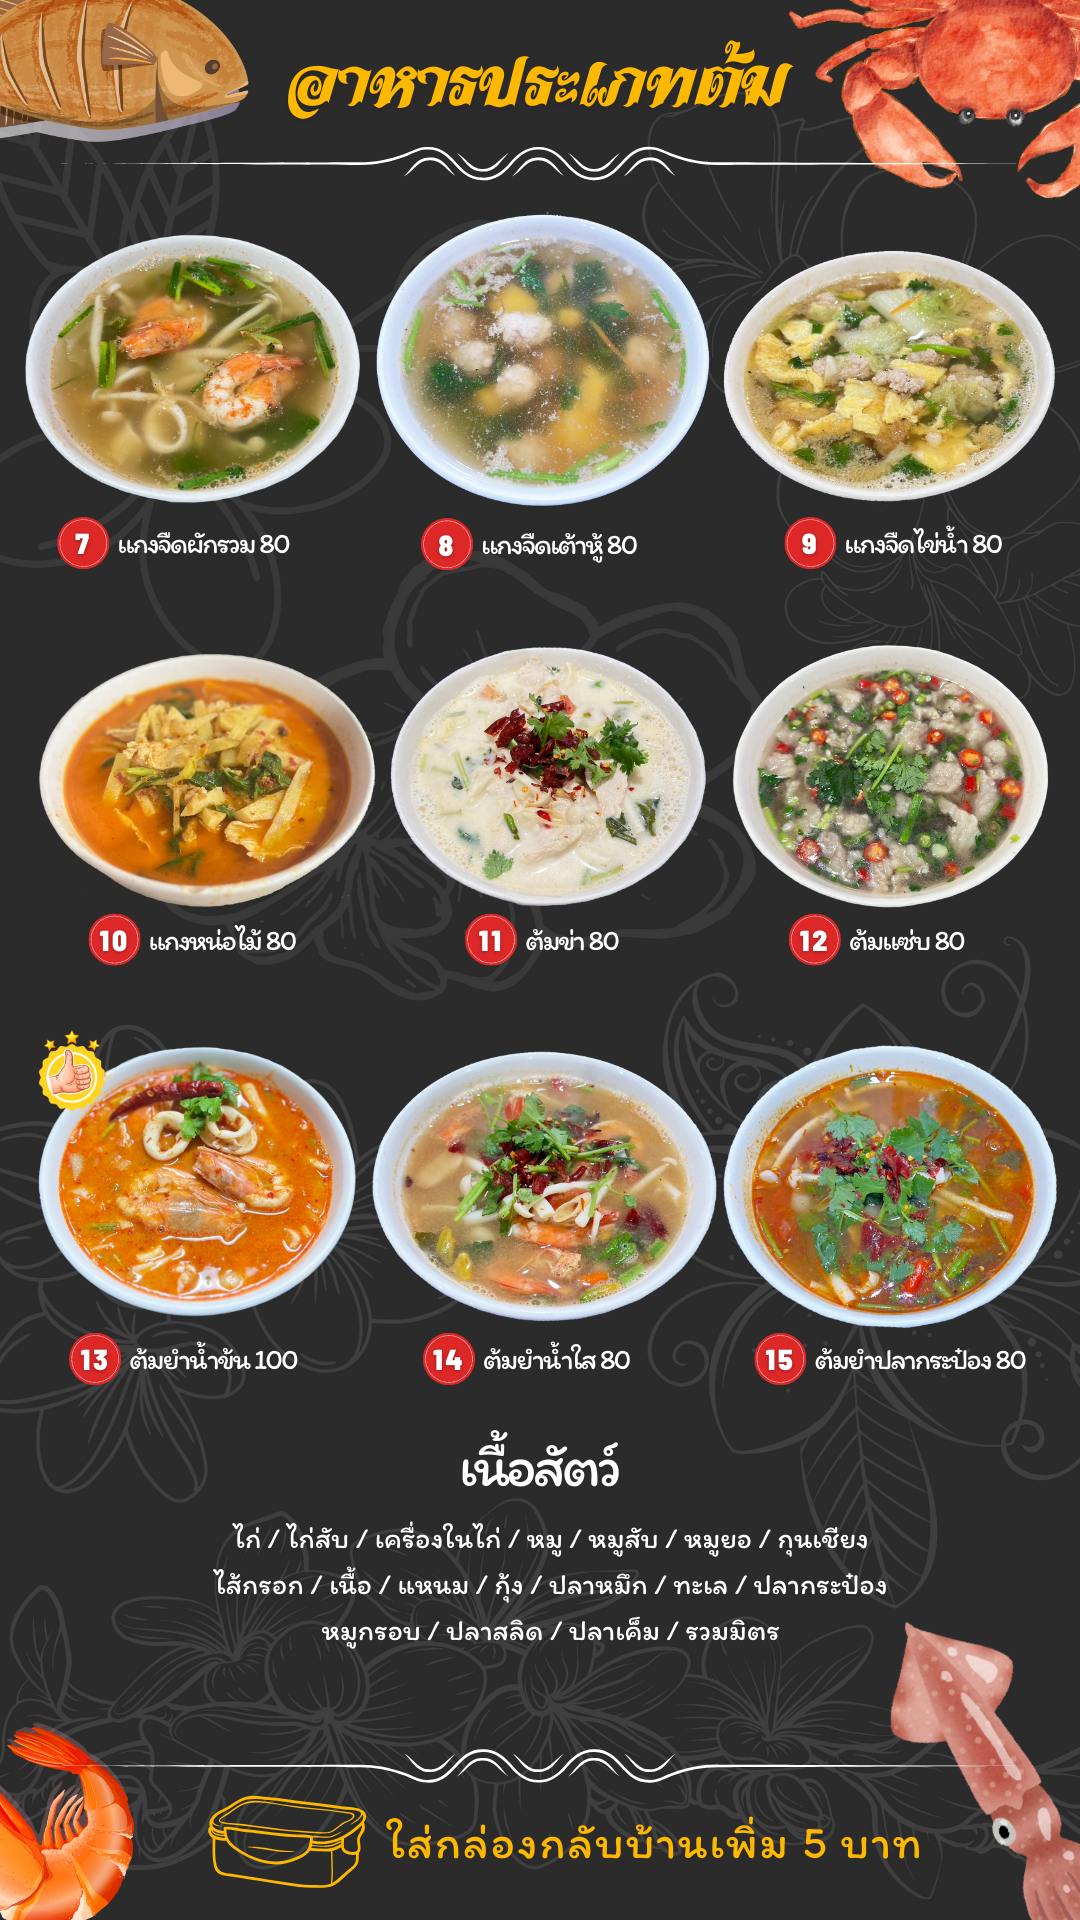 อาหารประเภทต้ม
7 แกงจืดผักรวม 80
8 แกงจืดเต้าหู้ 80
9 แกงจืดไข่น้ำ 80
10 แกงหน่อไม้ 80
11 ต้มข่า 80
12 ต้มแซ่บ 80
13 ต้มยำน้ำข้น 100
14 ต้มยำน้ำใส 80
15 ต้มยำปลากระป๋อง 80
เนื้อสัตว์
ไก่ / ไก่สับ / เครื่องในไก่ / หมู / หมูสับ / หมูยอ / กุนเชียง
ไส้กรอก / เนื้อ / แหนม / กุ้ง / ปลาหมึก / ทะเล / ปลากระป๋อง
หมูกรอบ / ปลาสลิด / ปลาเค็ม / รวมมิตร
ใส่กล่องกลับบ้านเพิ่ม 5 บาท